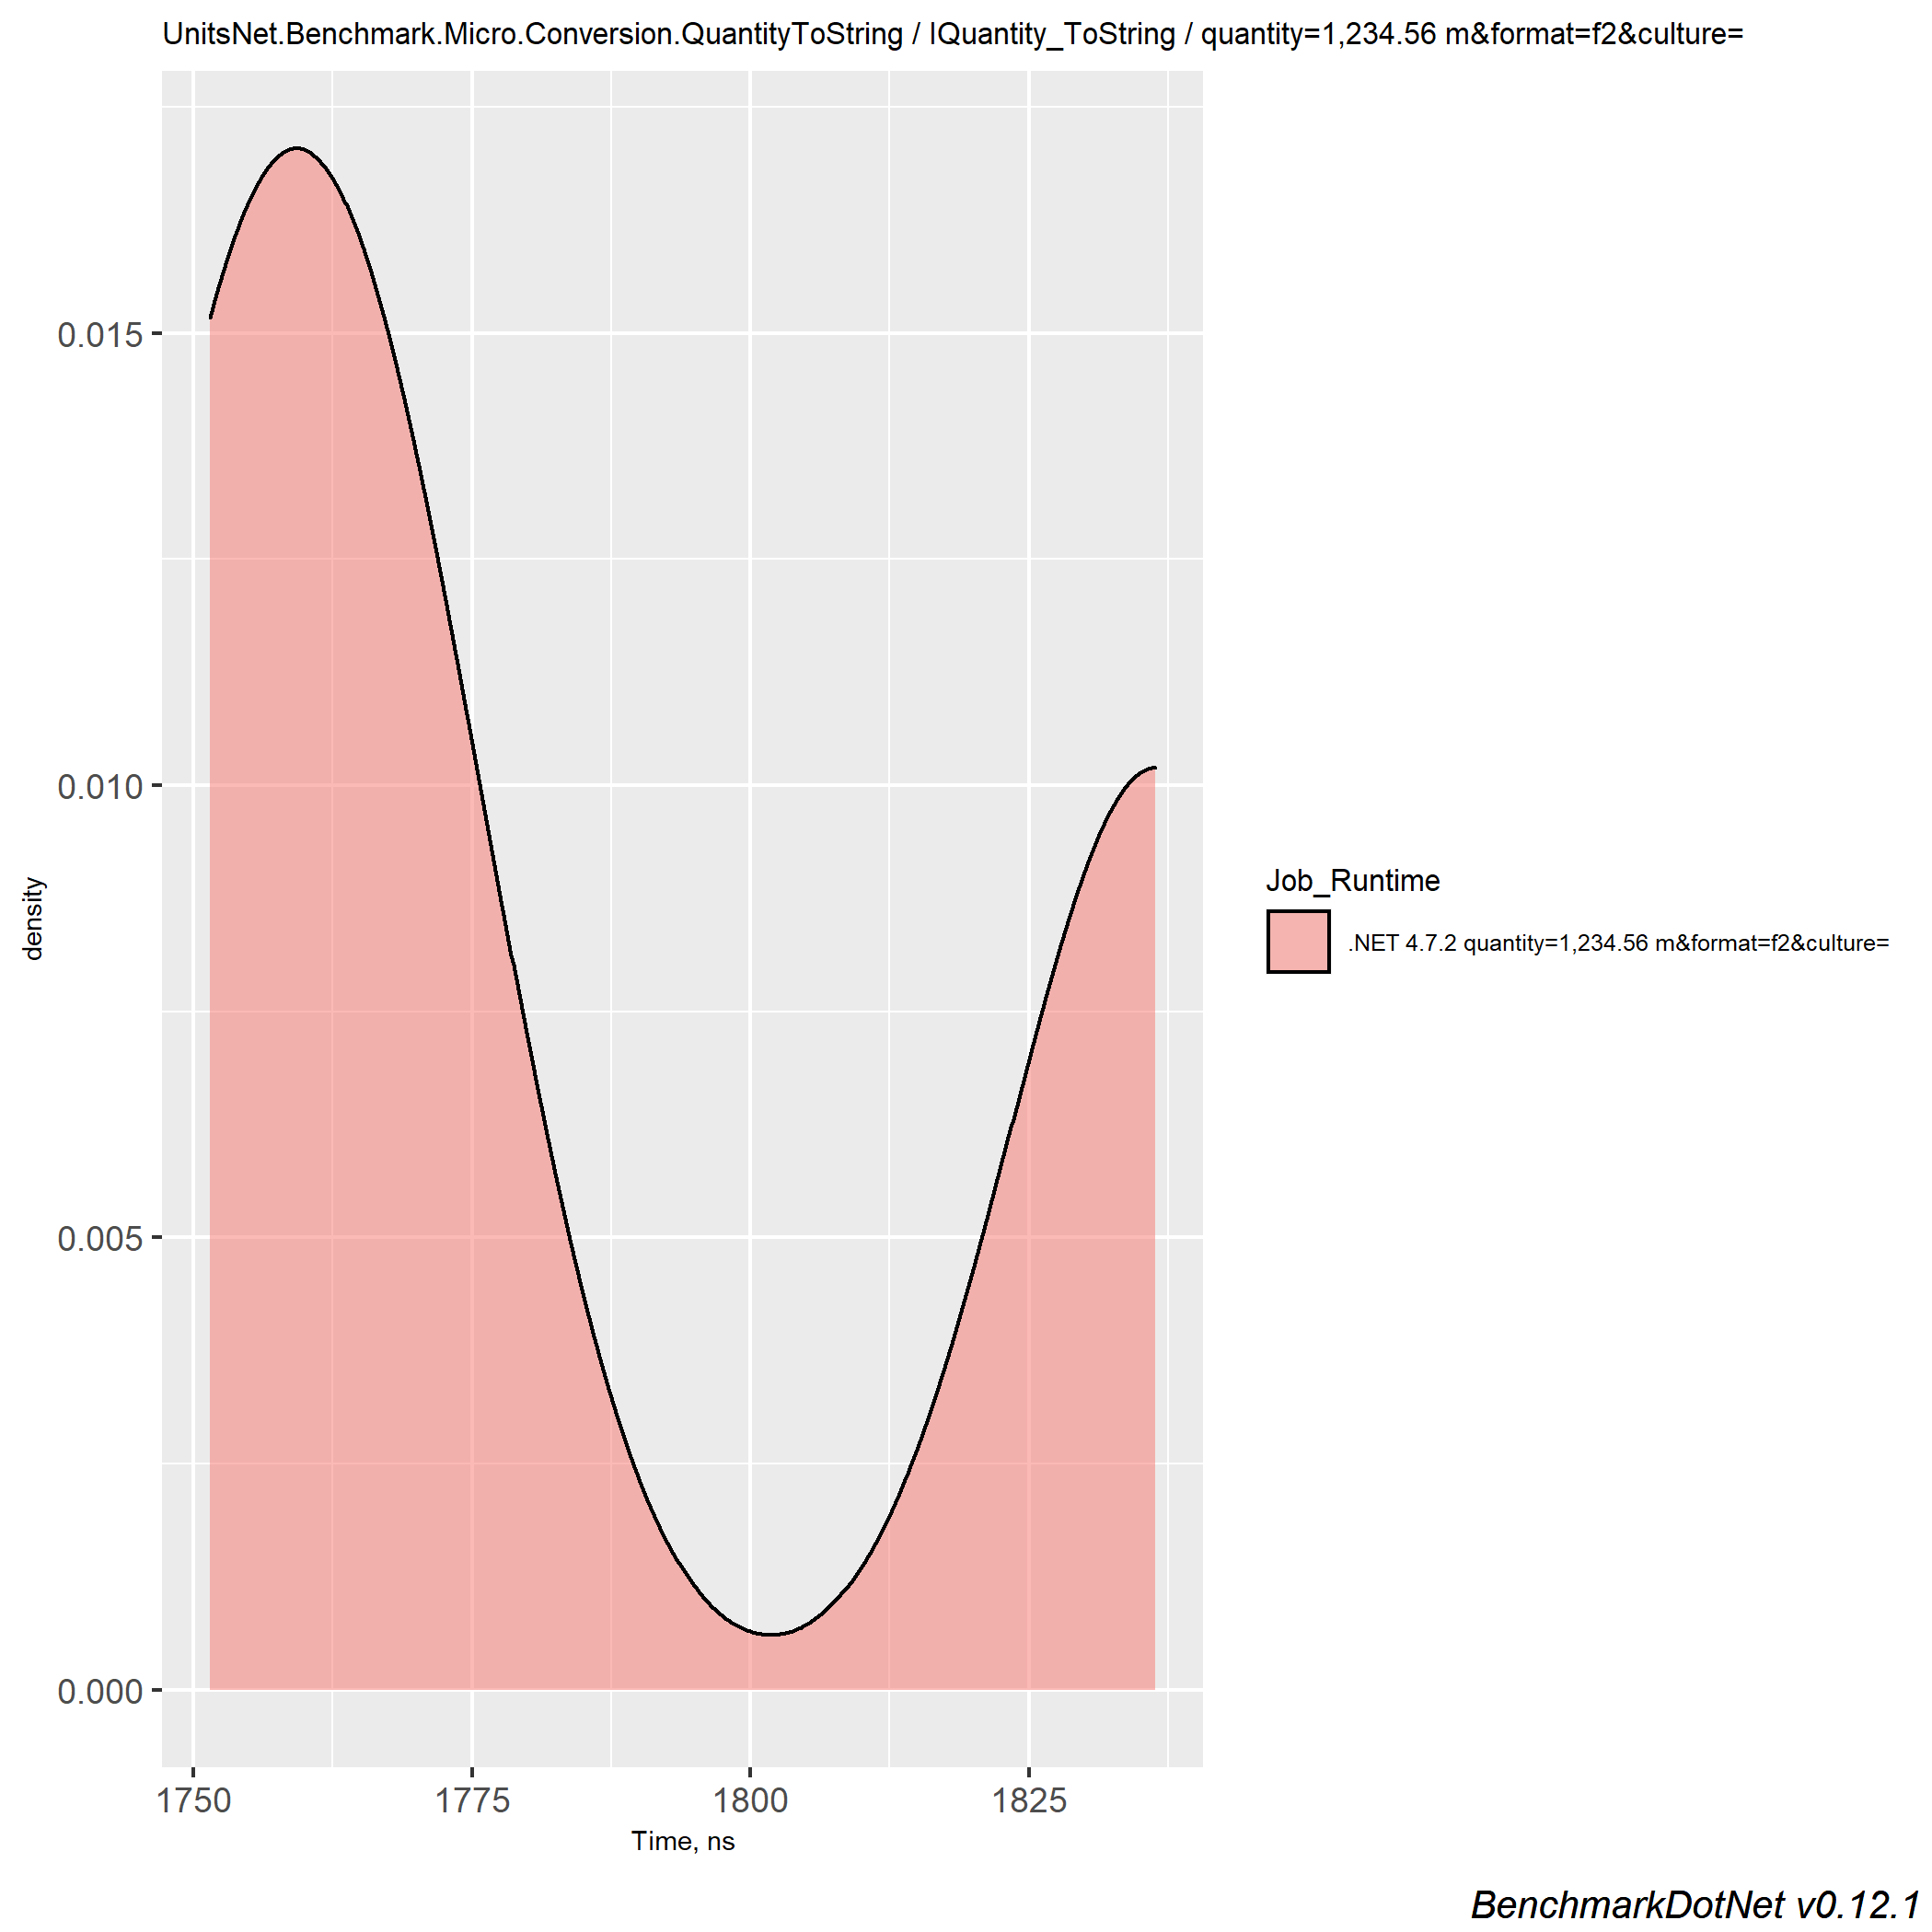 UnitsNet.Benchmark.Micro.Conversion.QuantityToString / IQuantity_ToString / quantity=1,234.56 m&format=f2&culture=
0.015
0.010
0.005
0.000
density
1750 1775 1800 1825
Time, ns
Job_Runtime
.NET 4.7.2 quantity=1,234.56 m&format=f2&culture=
BenchmarkDotNet v0.12.1